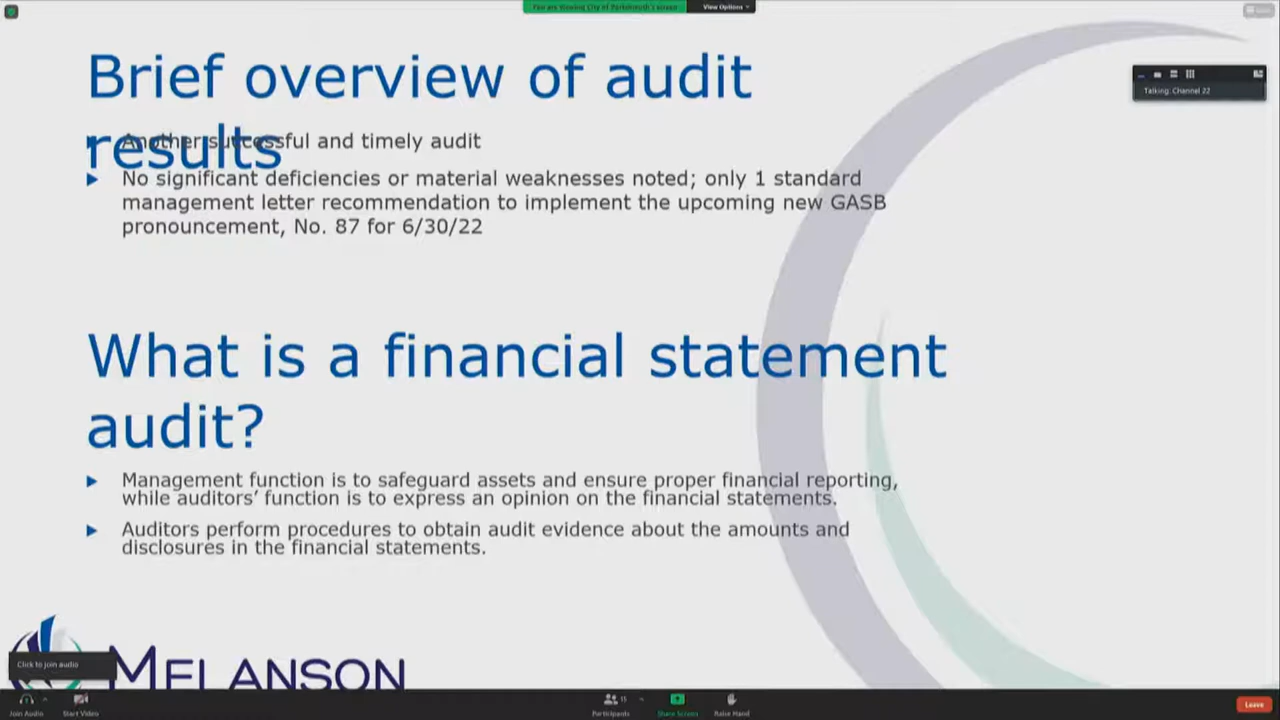 You are viewing City of Portsmouth's screen
View Options
Brief overview of audit
results
Another successful and timely audit
No significant deficiencies or material weaknesses noted; only 1 standard
management letter recommendation to implement the upcoming new GASB
pronouncement, No. 87 for 6/30/22
Talking: Channel 22
What is a financial statement
audit?
Management function is to safeguard assets and ensure proper financial reporting,
while auditors’ function is to express an opinion on the financial statements.
Auditors perform procedures to obtain audit evidence about the amounts and
disclosures in the financial statements.
MELANSON
Click to join audio
Join Audio
Start Video
15
Participants
Share Screen
Raise Hand
Leave